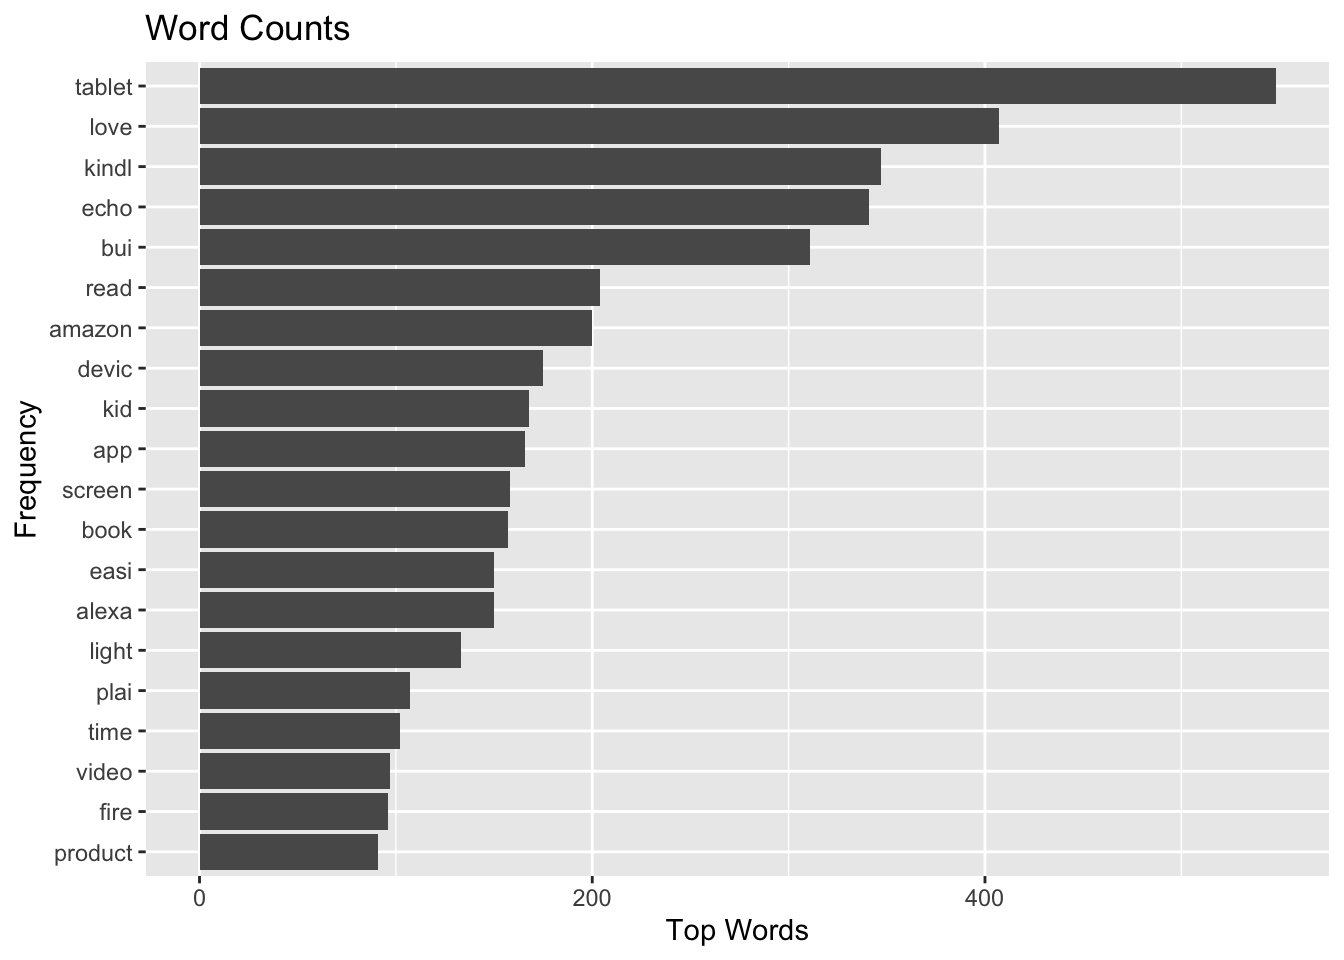 Word Counts
tablet
love
kindl
echo
bui
read
amazon
devic
kid
app
screen
book
easi
alexa
light
plai
time
video
fire
product
Frequency
0 200 400
Top Words